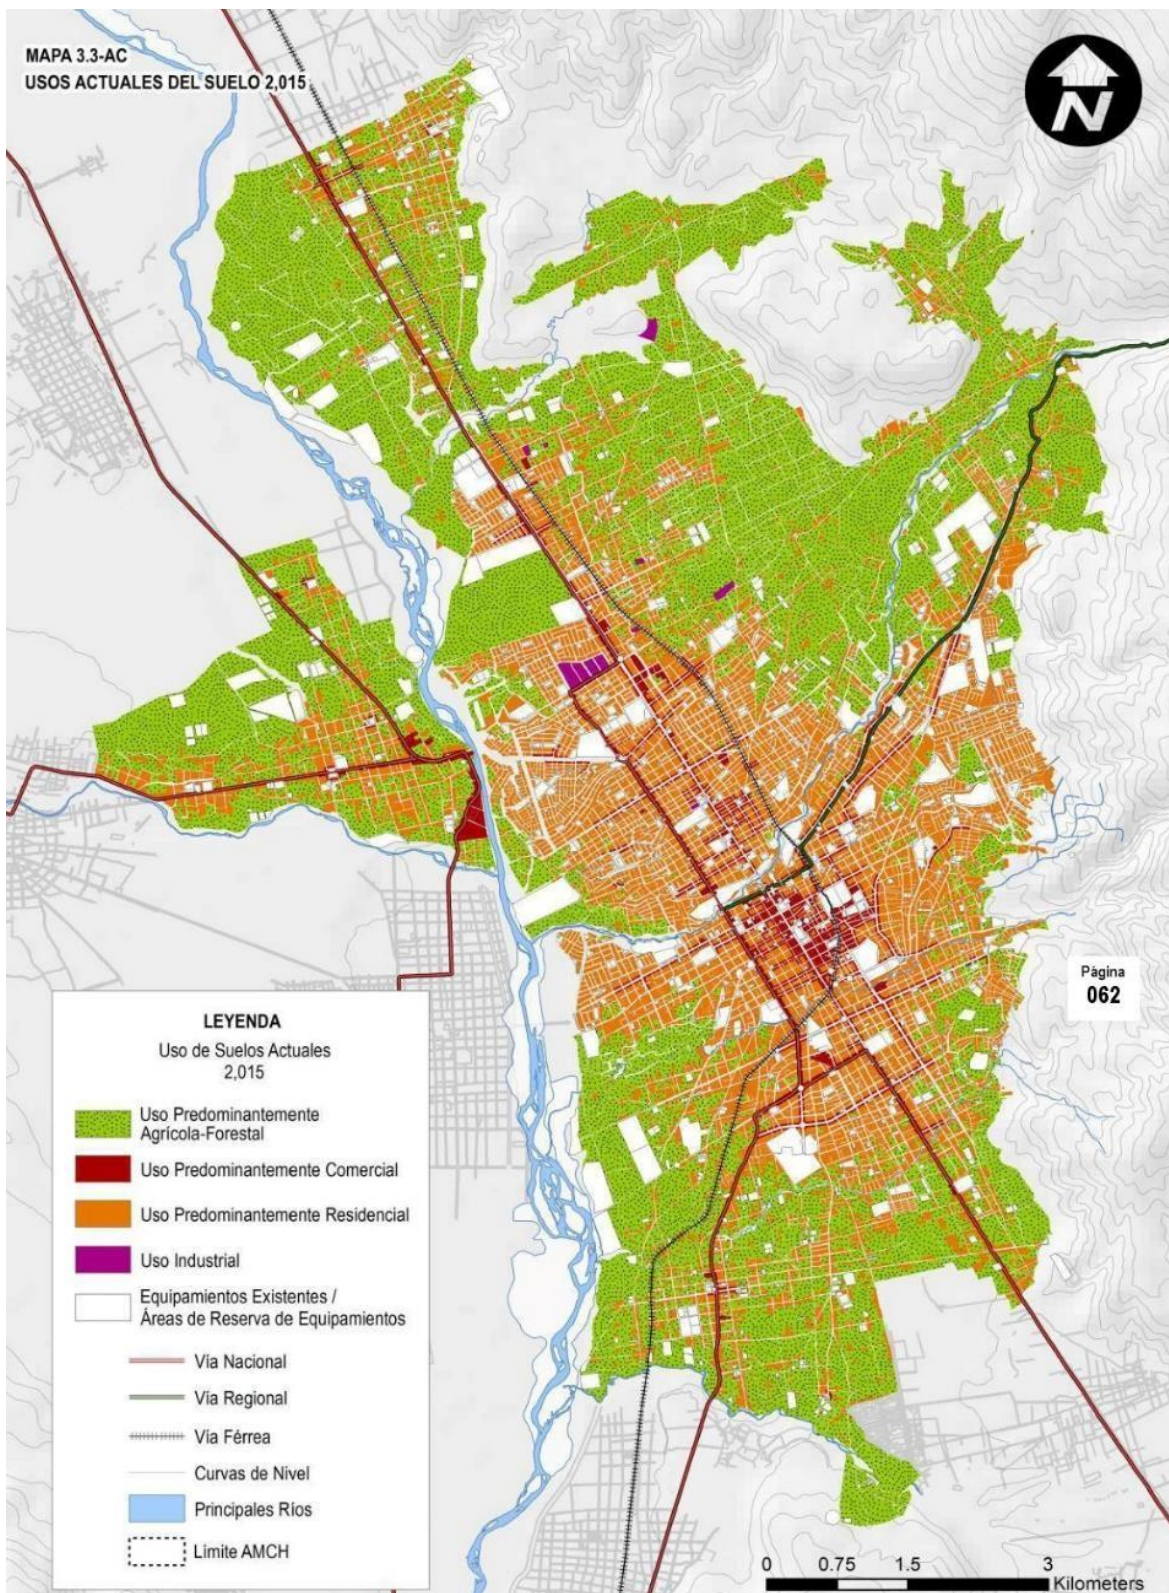 MAPA 3.3-AC
USOS ACTUALES DEL SUELO 2,015
N
Página
062
LEYENDA
Uso de Suelos Actuales
2,015
Uso Predominantemente
Agrícola-Forestal
Uso Predominantemente Comercial
Uso Predominantemente Residencial
Uso Industrial
Equipamientos Existentes /
Áreas de Reserva de Equipamientos
Vía Nacional
Vía Regional
Vía Férrea
Curvas de Nivel
Principales Ríos
Limite AMCH
0 0.75 1.5 3
Kilometers